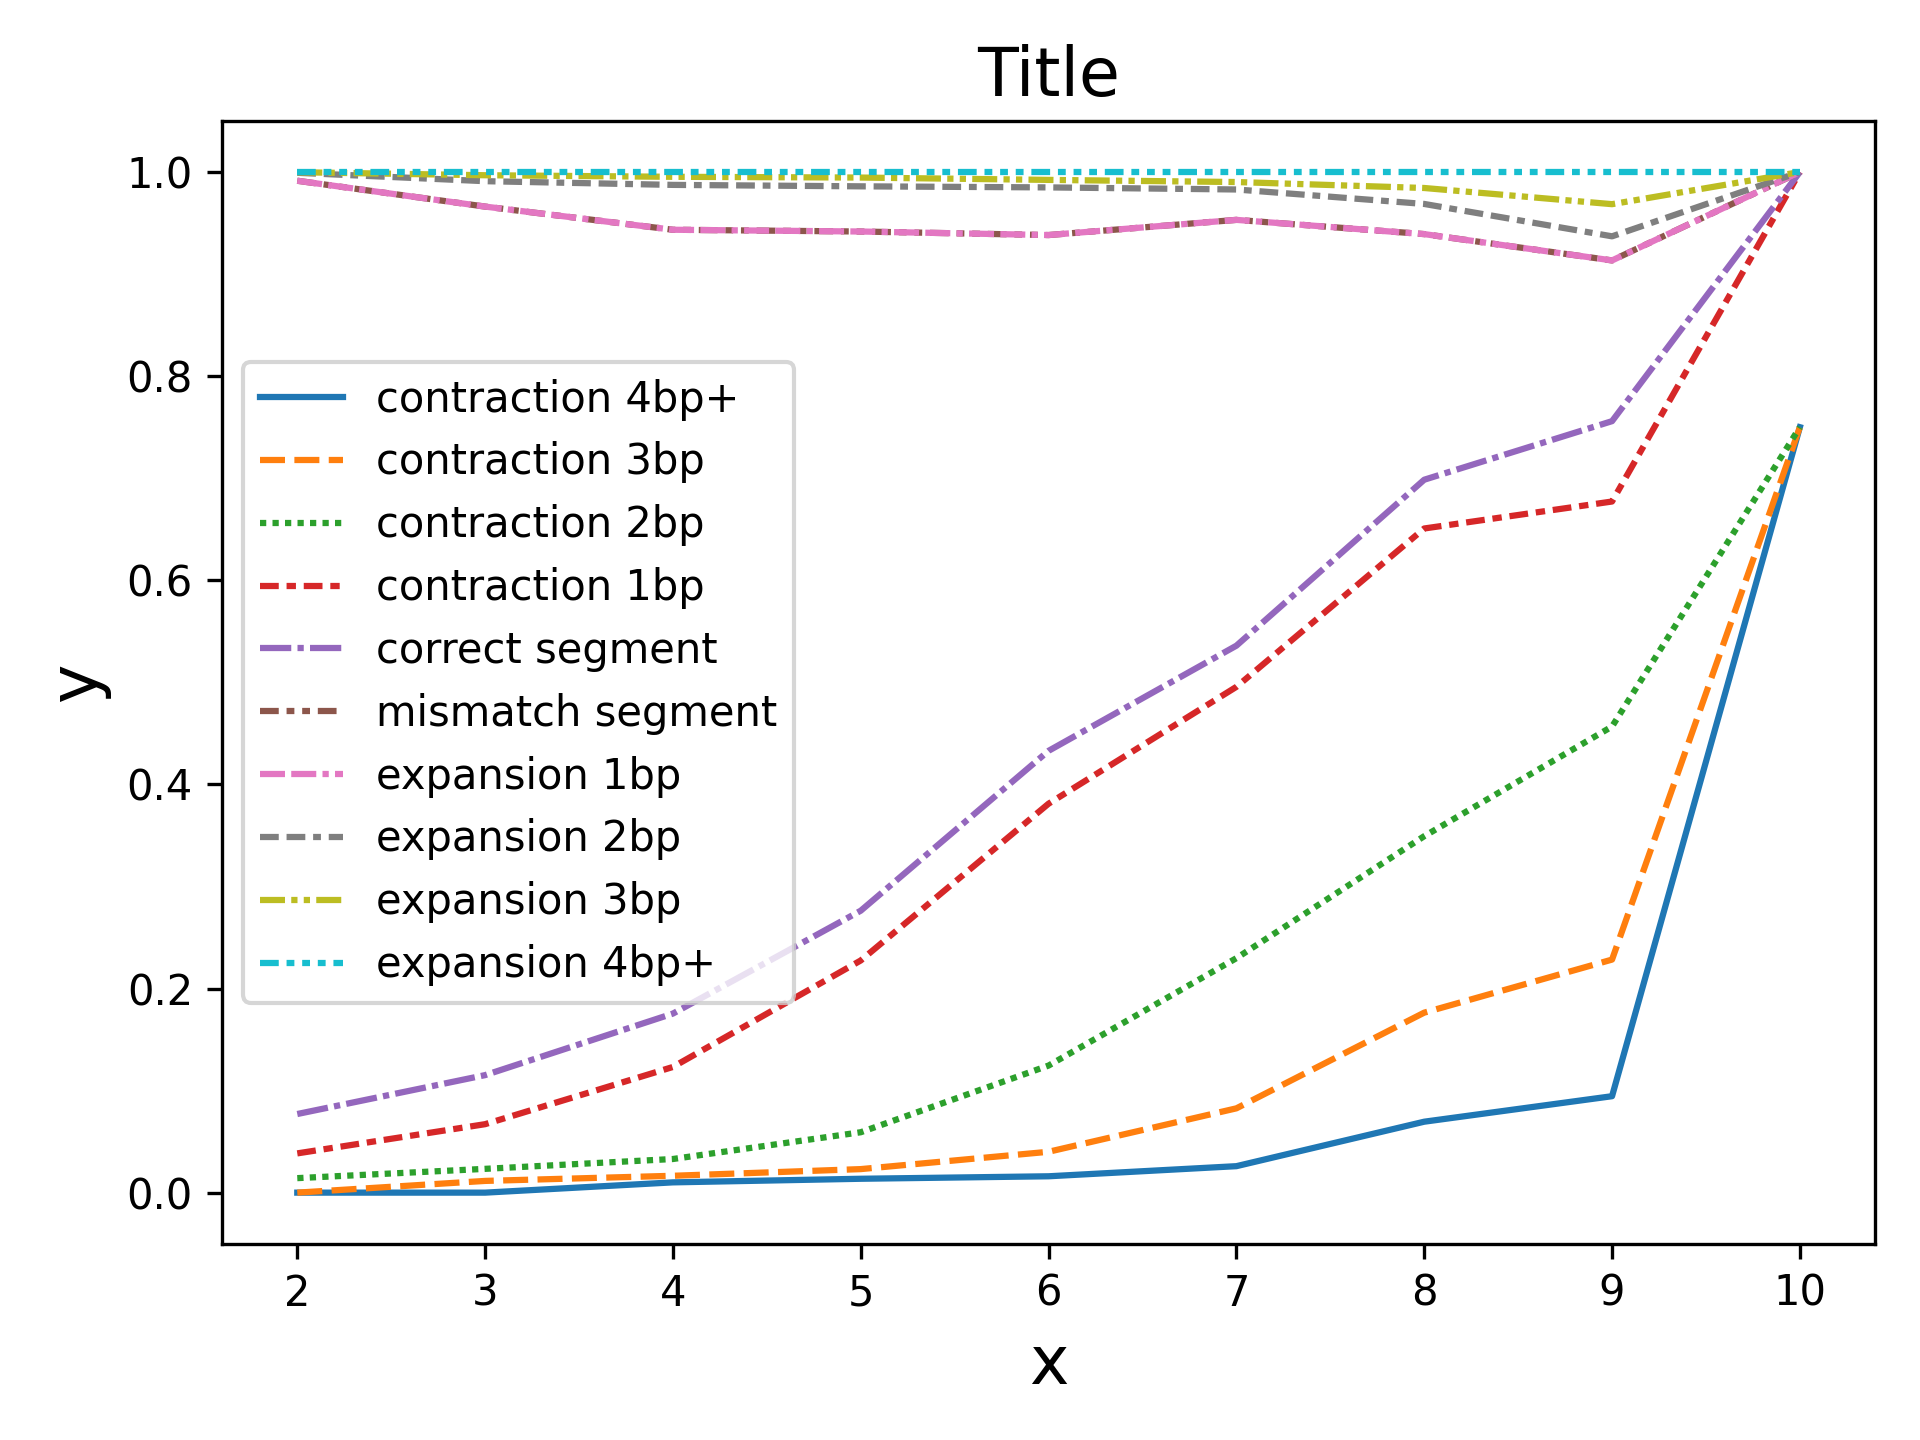 Title
1.0
0.8
0.6
0.4
0.2
0.0
y
contraction 4bp+
contraction 3bp
contraction 2bp
contraction 1bp
correct segment
mismatch segment
expansion 1bp
expansion 2bp
expansion 3bp
expansion 4bp+
2 3 4 5 6 7 8 9 10
x